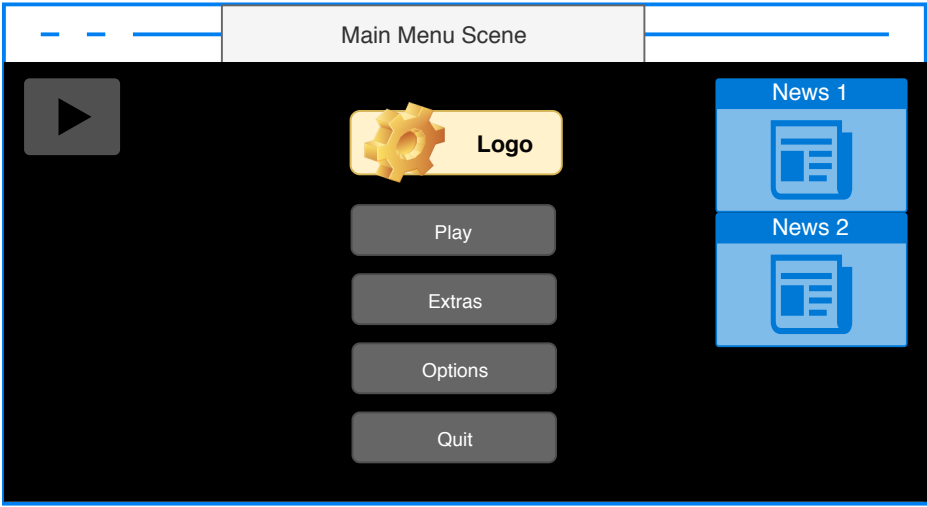 Main Menu Scene
News 1
Logo
Play
News 2
Extras
Options
Quit